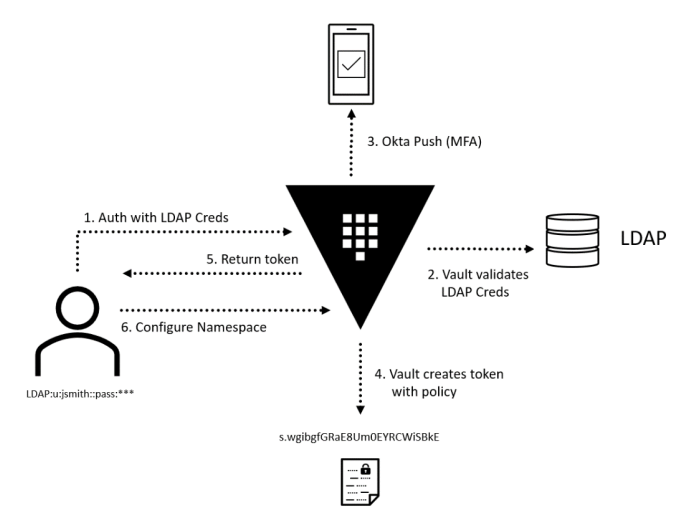 3. Okta Push (MFA)
1. Auth with LDAP Creds
LDAP
5. Return token
2. Vault validates
LDAP Creds
6. Configure Namespace
4. Vault creates token
with policy
LDAP:u:jsmith::pass:***
s.wgibgfGRaE8Um0EYRCWiSBkE